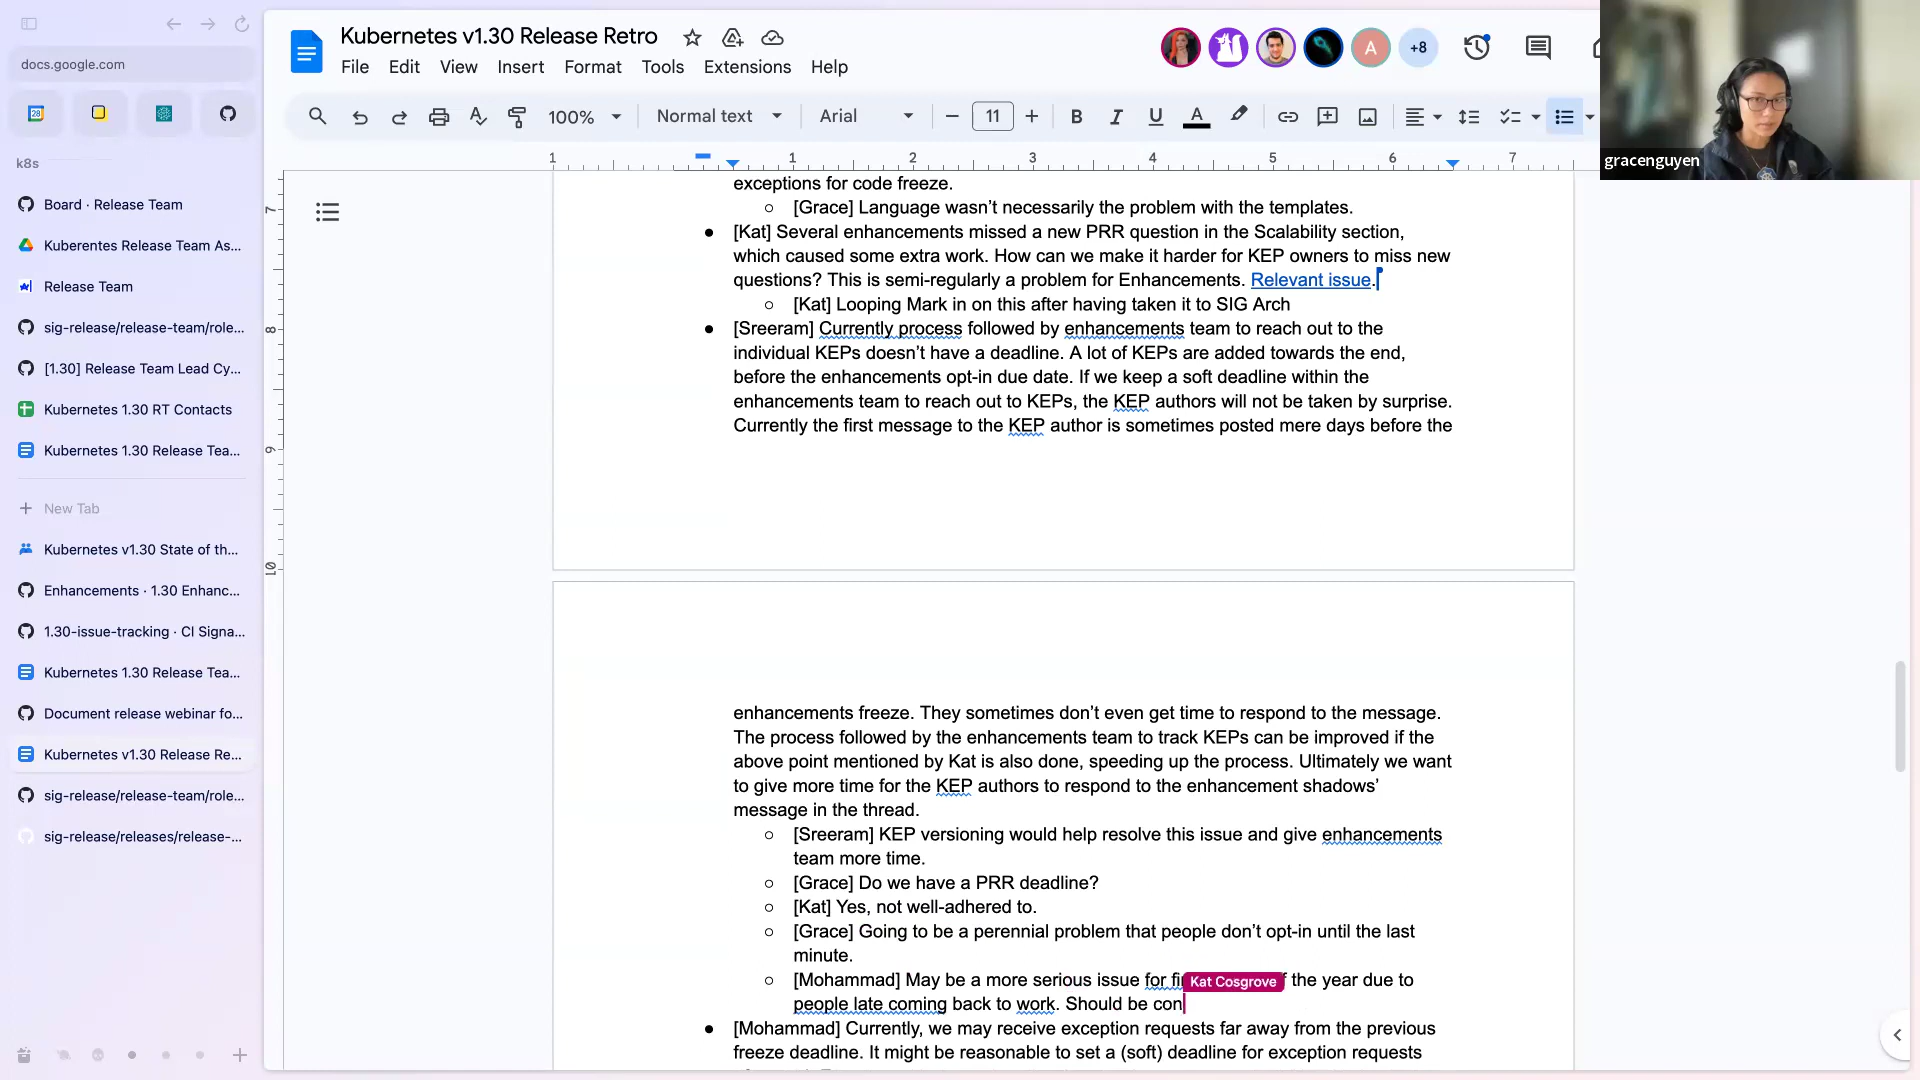 docs.google.com
28
k8s
Board · Release Team
Kuberentes Release Team As...
Release Team
sig-release/release-team/role...
[1.30] Release Team Lead Cy...
Kubernetes 1.30 RT Contacts
Kubernetes 1.30 Release Tea...
New Tab
Kubernetes v1.30 State of th...
Enhancements · 1.30 Enhanc...
1.30-issue-tracking · CI Signa...
Kubernetes 1.30 Release Tea...
Document release webinar fo...
Kubernetes v1.30 Release Re...
sig-release/release-team/role...
sig-release/releases/release-...
Kubernetes v1.30 Release Retro
File Edit View Insert Format Tools Extensions Help
A +8
100% Normal text Arial 11 B I U A
1 1 2 3 4 5 6 7
7
8
9
10
gracenguyen
exceptions for code freeze.
○ [Grace] Language wasn’t necessarily the problem with the templates.
● [Kat] Several enhancements missed a new PRR question in the Scalability section,
which caused some extra work. How can we make it harder for KEP owners to miss new
questions? This is semi-regularly a problem for Enhancements. Relevant issue.
○ [Kat] Looping Mark in on this after having taken it to SIG Arch
● [Sreeram] Currently process followed by enhancements team to reach out to the
individual KEPs doesn’t have a deadline. A lot of KEPs are added towards the end,
before the enhancements opt-in due date. If we keep a soft deadline within the
enhancements team to reach out to KEPs, the KEP authors will not be taken by surprise.
Currently the first message to the KEP author is sometimes posted mere days before the
enhancements freeze. They sometimes don’t even get time to respond to the message.
The process followed by the enhancements team to track KEPs can be improved if the
above point mentioned by Kat is also done, speeding up the process. Ultimately we want
to give more time for the KEP authors to respond to the enhancement shadows’
message in the thread.
○ [Sreeram] KEP versioning would help resolve this issue and give enhancements
team more time.
○ [Grace] Do we have a PRR deadline?
○ [Kat] Yes, not well-adhered to.
○ [Grace] Going to be a perennial problem that people don’t opt-in until the last
minute.
○ [Mohammad] May be a more serious issue for Kat Cosgrove the year due to
people late coming back to work. Should be con
● [Mohammad] Currently, we may receive exception requests far away from the previous
freeze deadline. It might be reasonable to set a (soft) deadline for exception requests